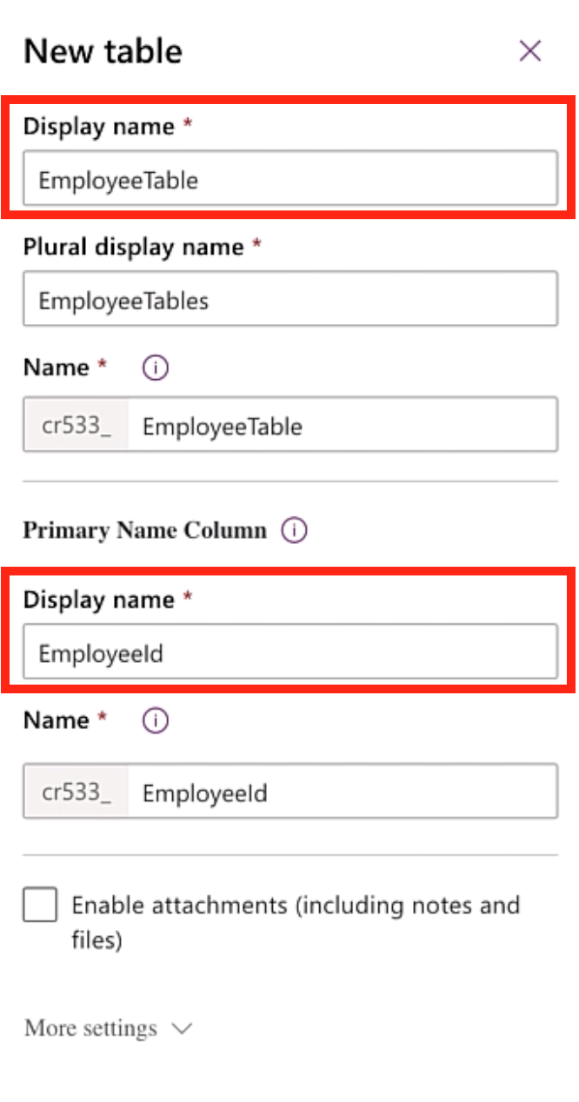 New table
Display name *
EmployeeTable
Plural display name *
EmployeeTables
Name *
cr533_ EmployeeTable
Primary Name Column
Display name *
EmployeeId
Name *
cr533_ EmployeeId
Enable attachments (including notes and
files)
More settings